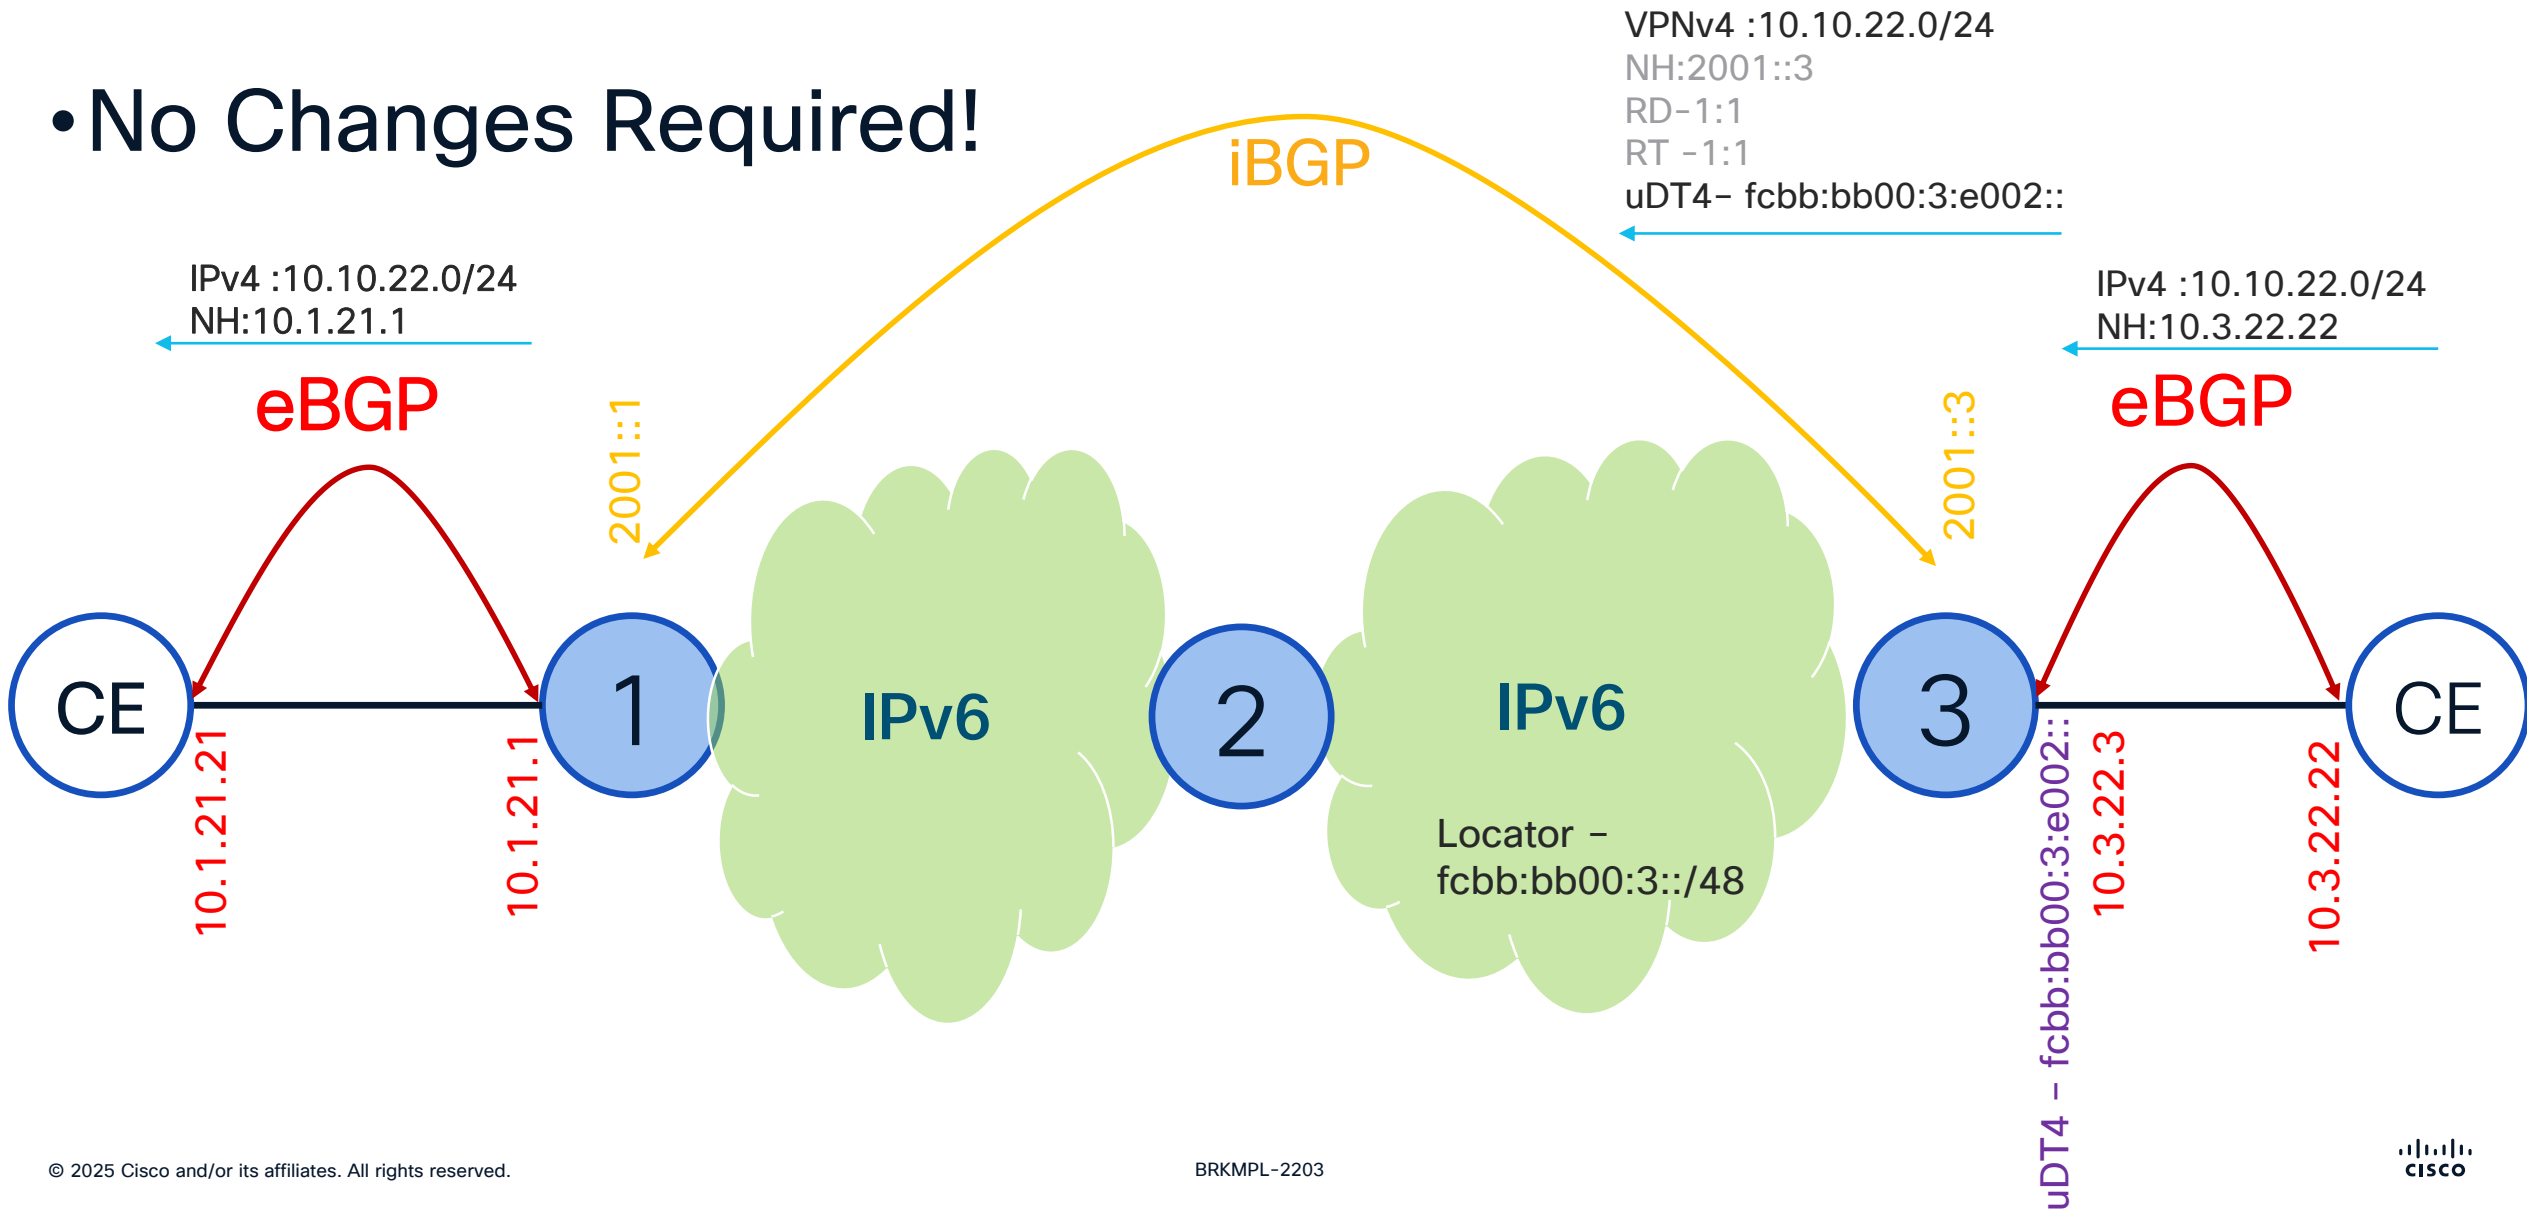 •No Changes Required!
VPNv4 :10.10.22.0/24
NH:2001::3
RD-1:1
RT -1:1
uDT4– fcbb:bb00:3:e002::
iBGP
IPv4 :10.10.22.0/24
NH:10.1.21.1
IPv4 :10.10.22.0/24
NH:10.3.22.22
eBGP
eBGP
2001::1
2001::3
CE
1
IPv6
2
IPv6
3
CE
10.1.21.21
10.1.21.1
Locator –
fcbb:bb00:3::/48
uDT4 – fcbb:bb00:3:e002::
10.3.22.3
10.3.22.22
© 2025 Cisco and/or its affiliates. All rights reserved.
BRKMPL-2203
CISCO